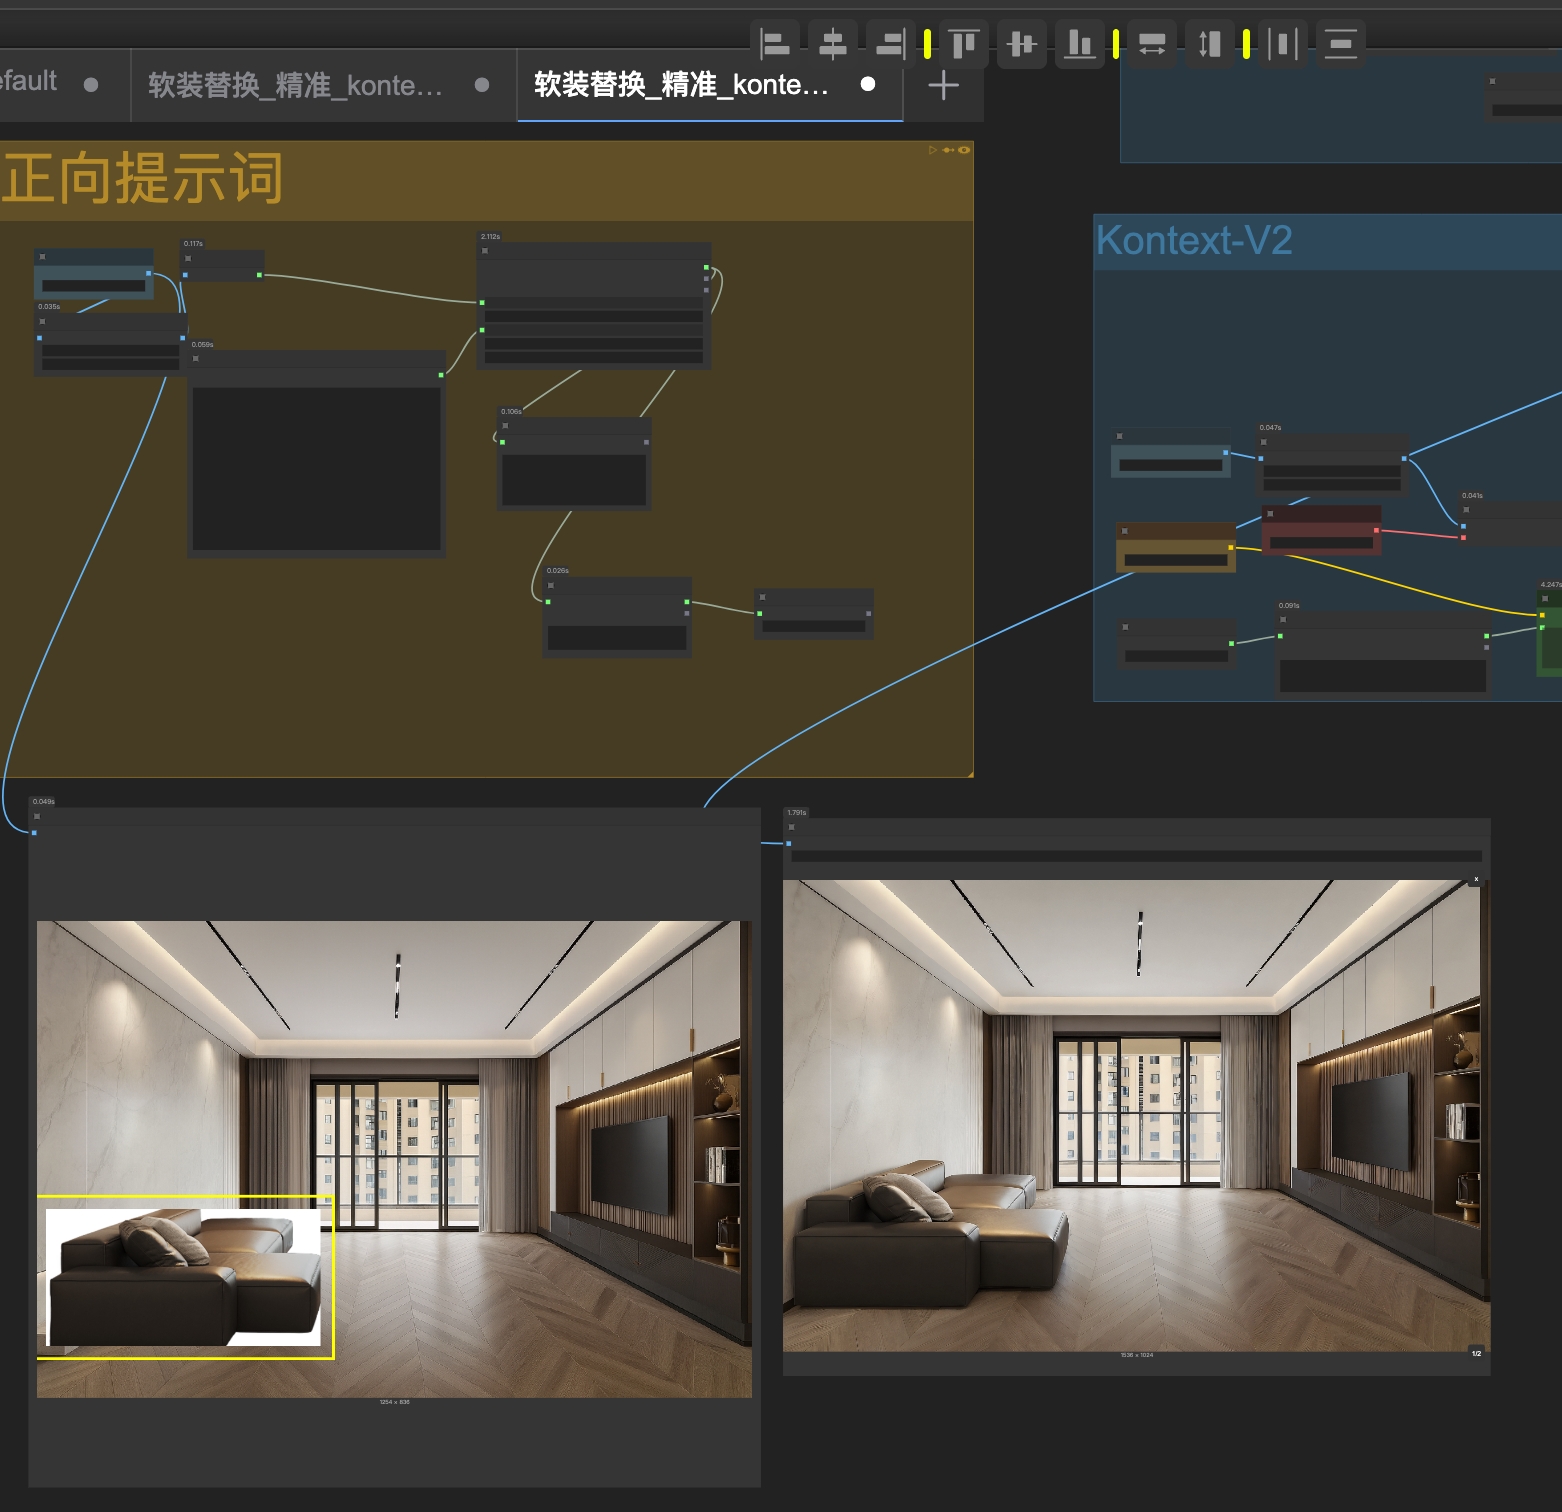 efault
软装替换_精准_konte...
软装替换_精准_konte...
正向提示词
Kontext-V2
0.117s
2.112s
0.035s
0.059s
0.106s
0.026s
0.047s
0.041s
4.247s
0.091s
0.049s
1.791s
x
1254 x 836
1536 x 1024
1/2